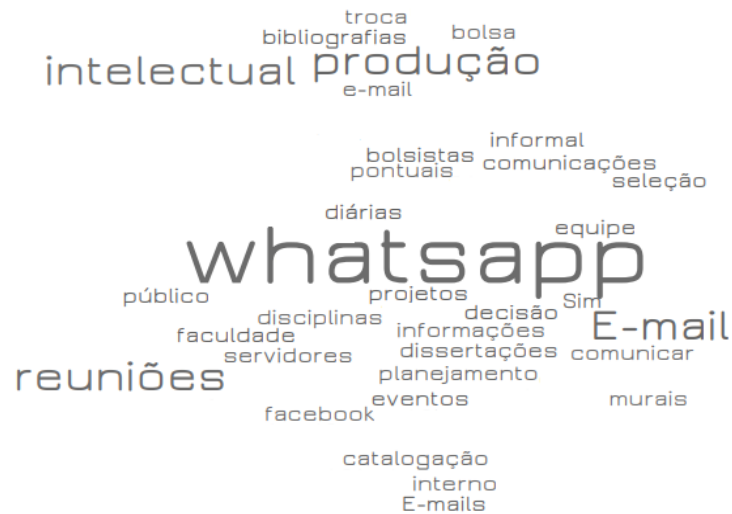 troca
bibliografias bolsa
intelectual produção
e-mail
informal
bolsistas comunicações
pontuais seleção
diárias
equipe
whatsapp
público projetos Sim
disciplinas decisão E-mail
faculdade informações
servidores dissertações comunicar
reuniões planejamento
eventos murais
facebook
catalogação
interno
E-mails